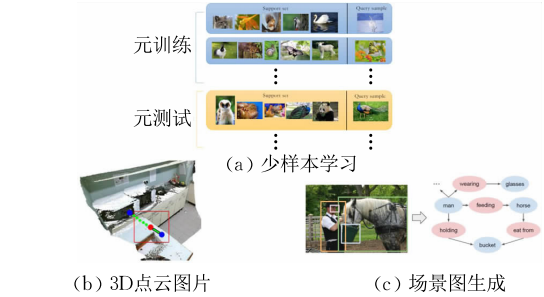 Support set
Query sample
元训练
Support set
Query sample
元测试
(a) 少样本学习
wearing
glasses
...
man
feeding
horse
holding
eat from
bucket
(b) 3D点云图片
(c) 场景图生成